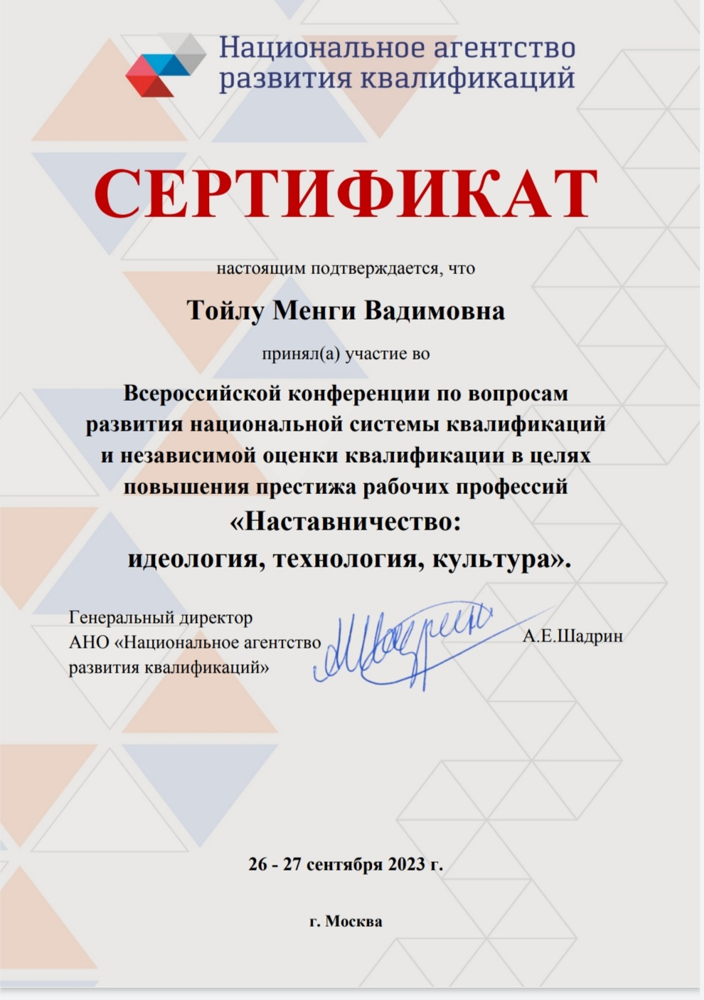 Национальное агентство
развития квалификаций
СЕРТИФИКАТ
настоящим подтверждается, что
Тойлу Менги Вадимовна
принял(а) участие во
Всероссийской конференции по вопросам
развития национальной системы квалификаций
и независимой оценки квалификации в целях
повышения престижа рабочих профессий
«Наставничество:
идеология, технология, культура».
Генеральный директор
АНО «Национальное агентство
развития квалификаций»
А.Е.Шадрин
26 - 27 сентября 2023 г.
г. Москва